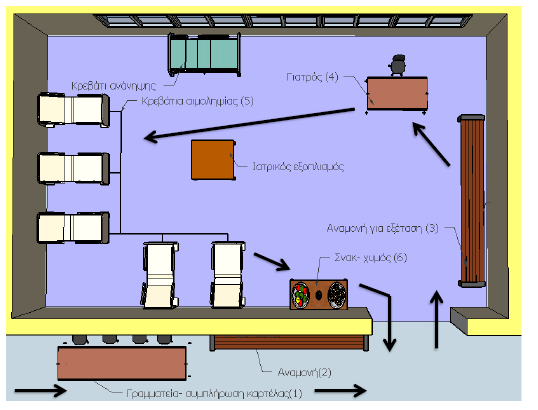 Γιατρός (4)
Κρεβάτι ανάνηψης
Κρεβάτια αιμοληψίας (5)
Ιατρικός εξοπλισμός
Αναμονή για εξέταση (3)
Σνακ- χυμός (6)
Αναμονή(2)
Γραμματεία- συμπλήρωση καρτέλας(1)